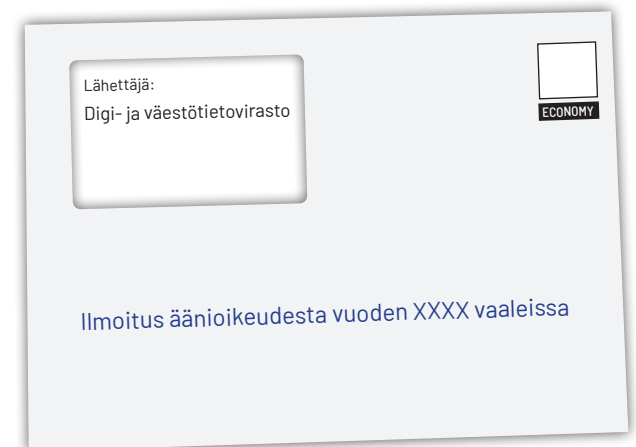 Lähettäjä:
Digi- ja väestötietovirasto
ECONOMY
Ilmoitus äänioikeudesta vuoden XXXX vaaleissa